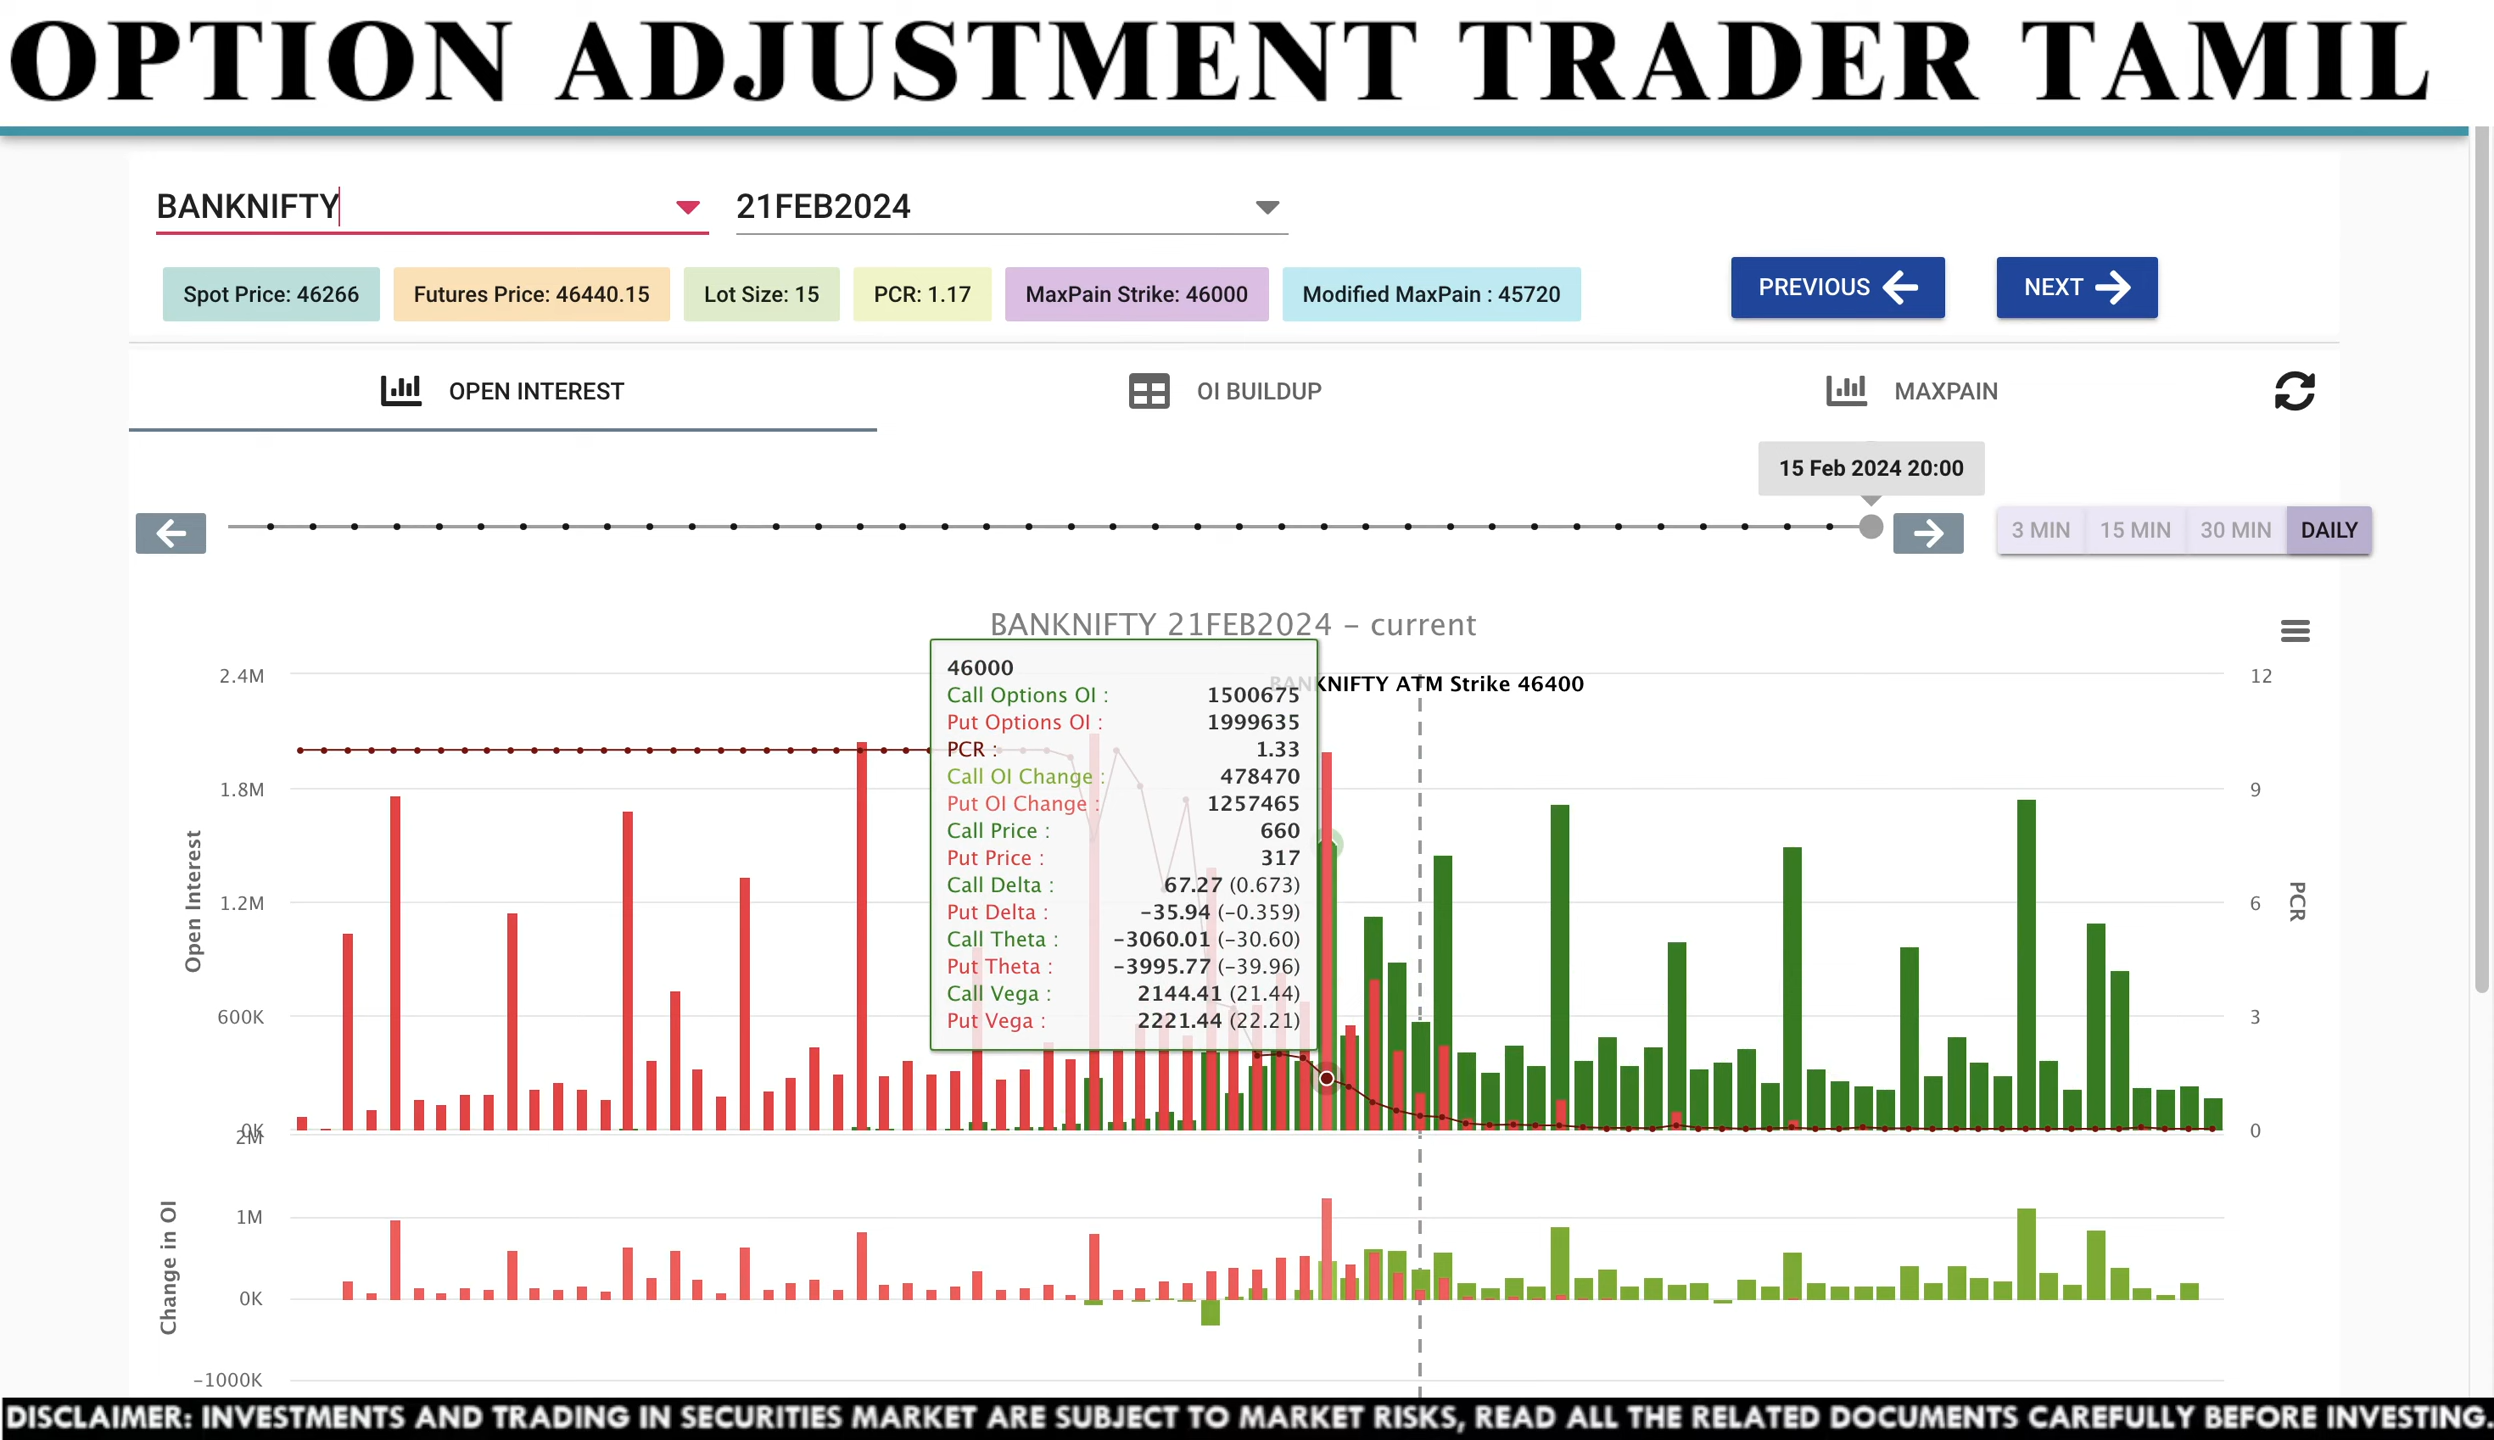 OPTION ADJUSTMENT TRADER TAMIL
BANKNIFTY
21FEB2024
Spot Price: 46266
Futures Price: 46440.15
Lot Size: 15
PCR: 1.17
MaxPain Strike: 46000
Modified MaxPain : 45720
PREVIOUS
NEXT
OPEN INTEREST
OI BUILDUP
MAXPAIN
15 Feb 2024 20:00
3 MIN
15 MIN
30 MIN
DAILY
BANKNIFTY 21FEB2024 – current
BANKNIFTY ATM Strike 46400
46000
Call Options OI : 1500675
Put Options OI : 1999635
PCR : 1.33
Call OI Change : 478470
Put OI Change : 1257465
Call Price : 660
Put Price : 317
Call Delta : 67.27 (0.673)
Put Delta : −35.94 (−0.359)
Call Theta : −3060.01 (−30.60)
Put Theta : −3995.77 (−39.96)
Call Vega : 2144.41 (21.44)
Put Vega : 2221.44 (22.21)
Open Interest
2.4M
1.8M
1.2M
600K
0K
PCR
12
9
6
3
0
Change in OI
2M
1M
0K
−1000K
DISCLAIMER: INVESTMENTS AND TRADING IN SECURITIES MARKET ARE SUBJECT TO MARKET RISKS, READ ALL THE RELATED DOCUMENTS CAREFULLY BEFORE INVESTING.